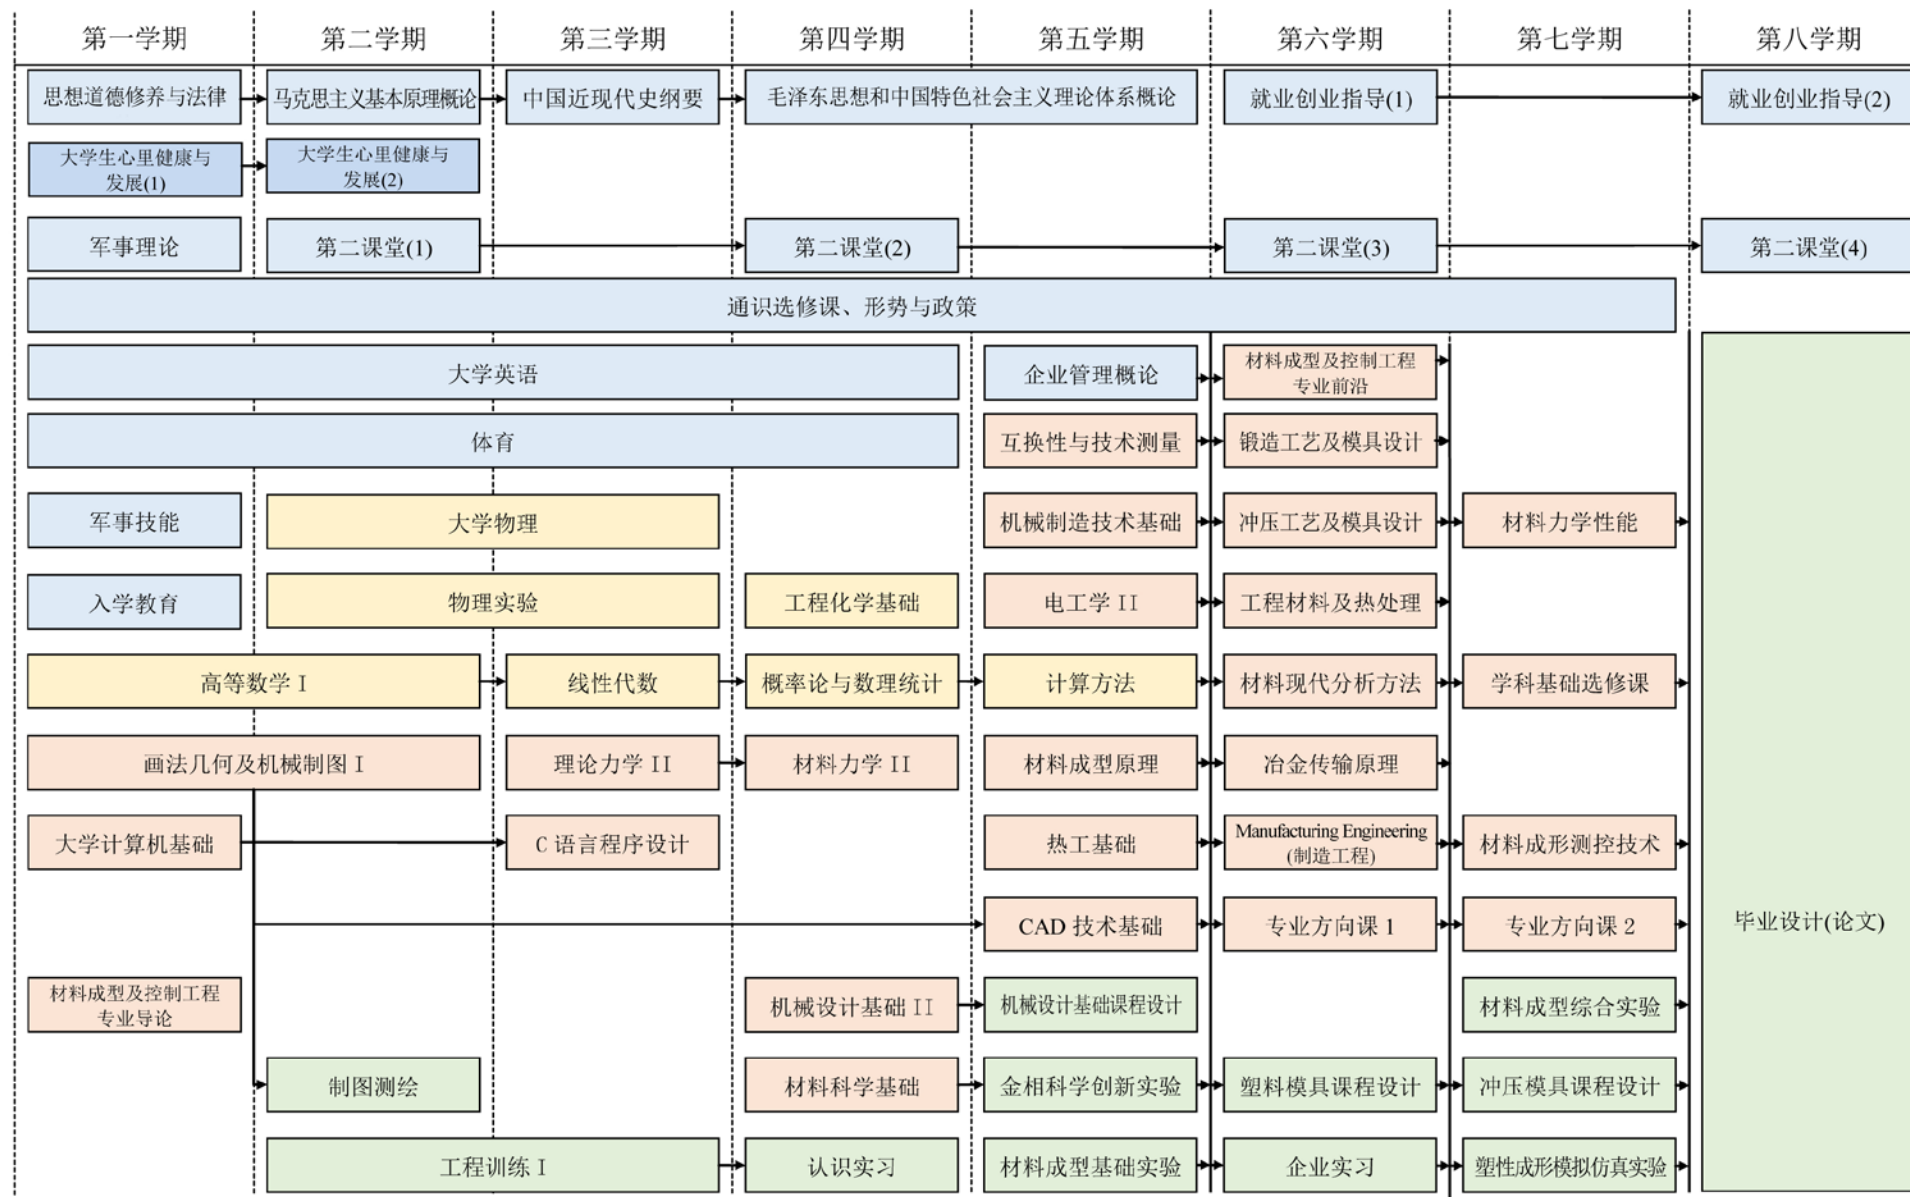 第一学期 第二学期 第三学期 第四学期 第五学期 第六学期 第七学期 第八学期
思想道德修养与法律 马克思主义基本原理概论 中国近现代史纲要 毛泽东思想和中国特色社会主义理论体系概论 就业创业指导(1) 就业创业指导(2)
大学生心里健康与
发展(1)
大学生心里健康与
发展(2)
军事理论 第二课堂(1) 第二课堂(2) 第二课堂(3) 第二课堂(4)
通识选修课、形势与政策
大学英语 企业管理概论
材料成型及控制工程
专业前沿
体育 互换性与技术测量 锻造工艺及模具设计
军事技能 大学物理 机械制造技术基础 冲压工艺及模具设计 材料力学性能
入学教育 物理实验 工程化学基础 电工学 II 工程材料及热处理
高等数学 I 线性代数 概率论与数理统计 计算方法 材料现代分析方法 学科基础选修课
画法几何及机械制图 I 理论力学 II 材料力学 II 材料成型原理 冶金传输原理
大学计算机基础 C 语言程序设计 热工基础
Manufacturing Engineering
(制造工程)
材料成形测控技术
CAD 技术基础 专业方向课 1 专业方向课 2 毕业设计(论文)
材料成型及控制工程
专业导论
机械设计基础 II 机械设计基础课程设计 材料成型综合实验
制图测绘 材料科学基础 金相科学创新实验 塑料模具课程设计 冲压模具课程设计
工程训练 I 认识实习 材料成型基础实验 企业实习 塑性成形模拟仿真实验